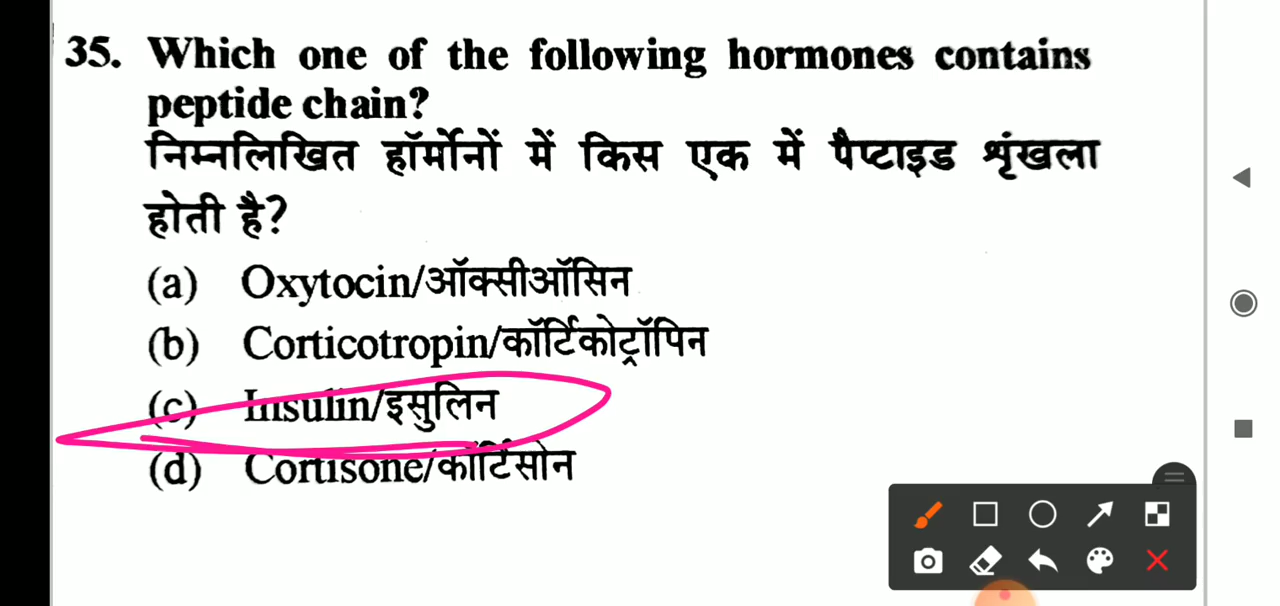 35. Which one of the following hormones contains
peptide chain?
निम्नलिखित हॉर्मोनों में किस एक में पैप्टाइड शृंखला
होती है?
(a) Oxytocin/ऑक्सीऑसिन
(b) Corticotropin/कॉर्टिकोट्रॉपिन
(c) Insulin/इसुलिन
(d) Cortisone/कॉर्टिसोन